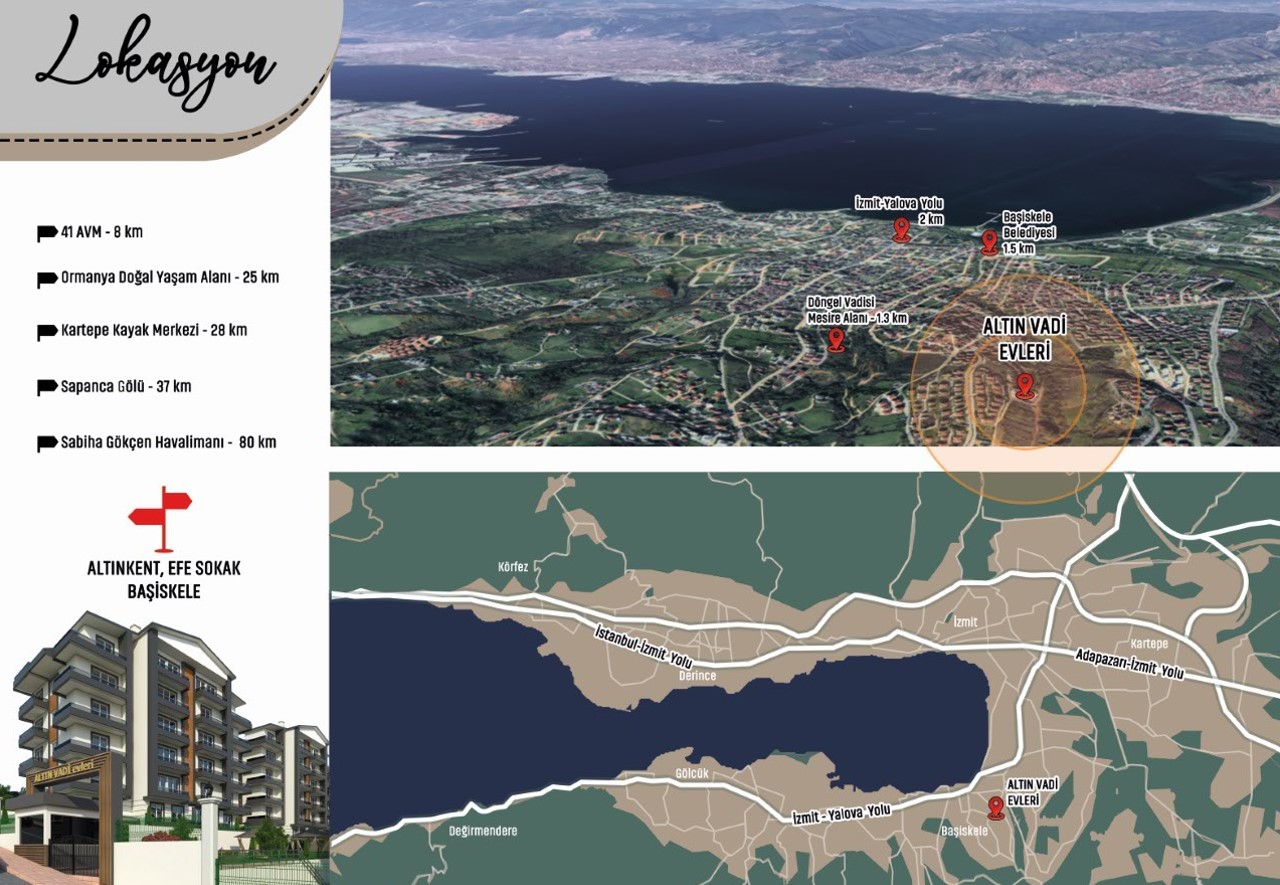 Lokasyon
41 AVM - 8 km
Ormanya Doğal Yaşam Alanı - 25 km
Kartepe Kayak Merkezi - 28 km
Sapanca Gölü - 37 km
Sabiha Gökçen Havalimanı - 80 km
ALTINKENT, EFE SOKAK
BAŞİSKELE
ALTIN VADİ evleri
İzmit-Yalova Yolu
2 km
Başiskele
Belediyesi
1.5 km
Döngel Vadisi
Mesire Alanı - 1.3 km
ALTIN VADİ
EVLERİ
Körfez
İstanbul-İzmit Yolu
Derince
İzmit
Kartepe
Adapazarı-İzmit Yolu
Gölcük
Değirmendere
İzmit - Yalova Yolu
ALTIN VADİ
EVLERİ
Başiskele